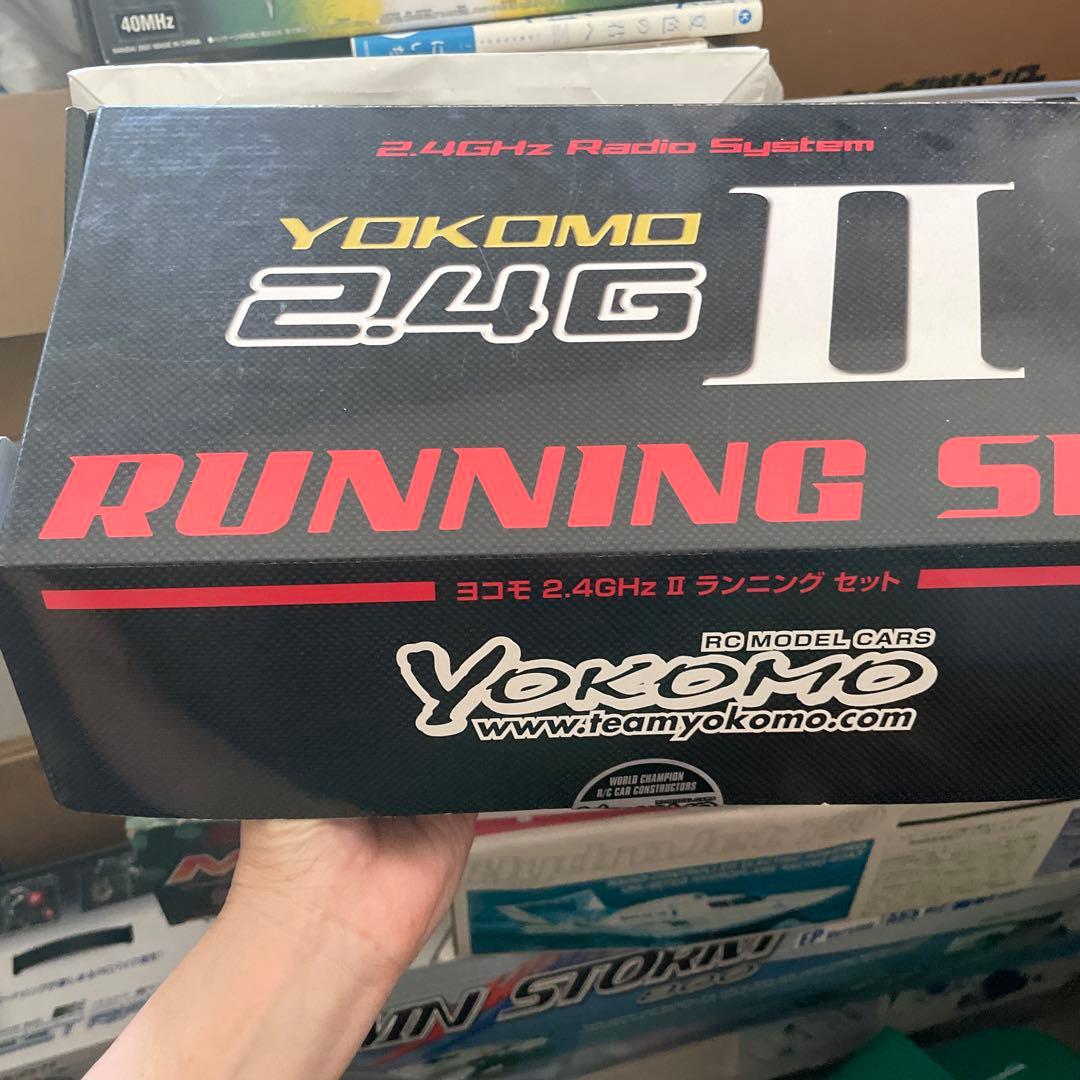 40MHz
2.4GHz Radio System
YOKOMO
2.4G II
RUNNING S
ヨコモ 2.4GHz II ランニング セット
RC MODEL CARS
YOKOMO
www.teamyokomo.com
WORLD CHAMPION
R/C CAR CONSTRUCTORS
STORM
EP